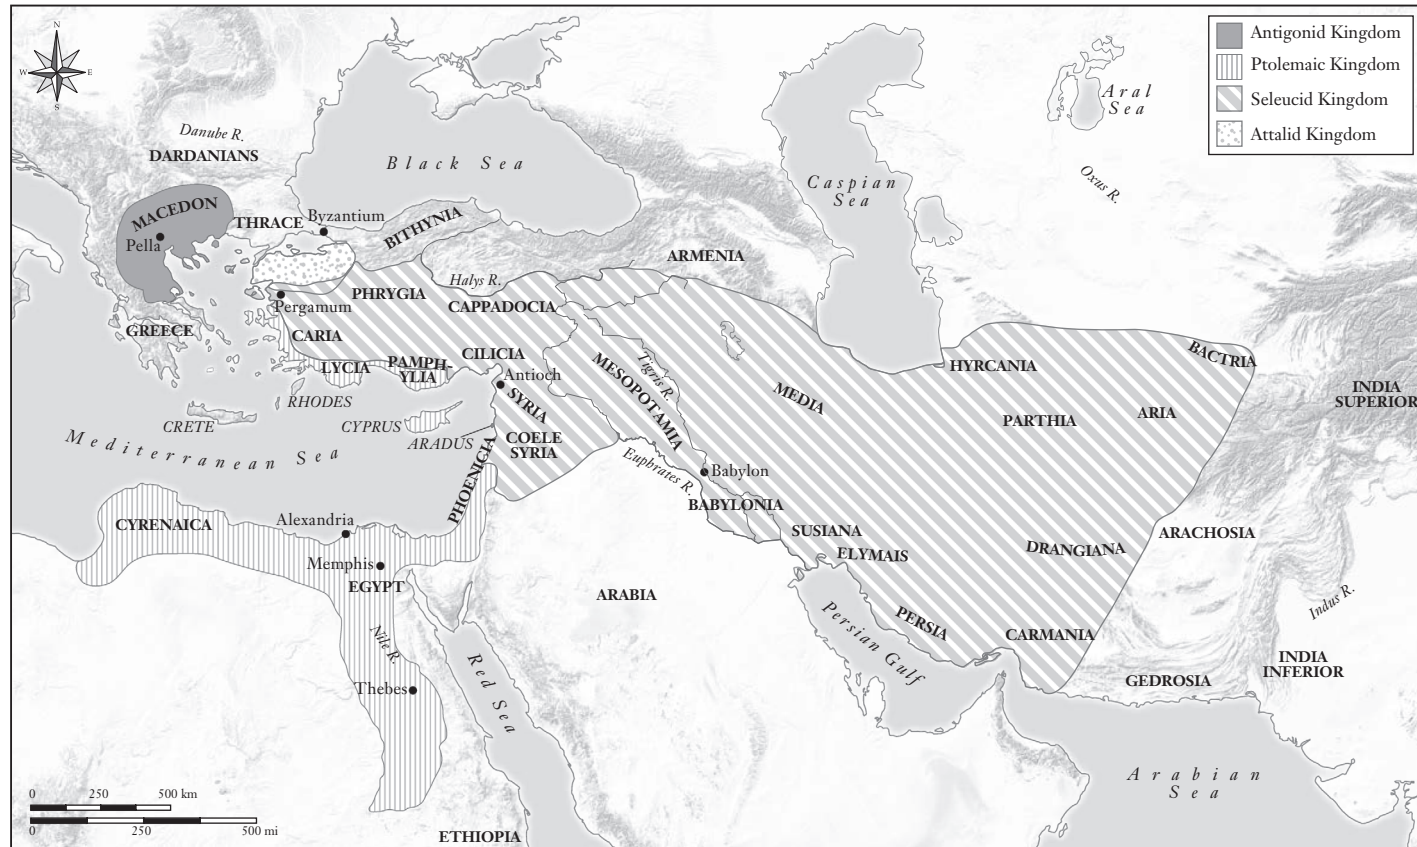 N
W
E
S
Antigonid Kingdom
Ptolemaic Kingdom
Seleucid Kingdom
Attalid Kingdom
Aral
Sea
Danube R.
DARDANIANS
Black Sea
Caspian
Sea
Oxus R.
MACEDON
THRACE
Byzantium
BITHYNIA
Pella
ARMENIA
Halys R.
PHRYGIA
CAPPADOCIA
Pergamum
GREECE
CARIA
LYCIA
PAMPH-
YLIA
CILICIA
Antioch
MESOPOTAMIA
Tigris R.
HYRCANIA
BACTRIA
MEDIA
INDIA
SUPERIOR
RHODES
SYRIA
PARTHIA
ARIA
CRETE
CYPRUS
ARADUS
COELE
SYRIA
Mediterranean Sea
Euphrates R.
Babylon
PHOENICIA
BABYLONIA
CYRENAICA
Alexandria
SUSIANA
ELYMAIS
DRANGIANA
ARACHOSIA
Memphis
EGYPT
ARABIA
Indus R.
PERSIA
Persian Gulf
CARMANIA
Nile R.
Red Sea
INDIA
INFERIOR
GEDROSIA
Thebes
Arabian
Sea
0
250
500 km
0
250
500 mi
ETHIOPIA